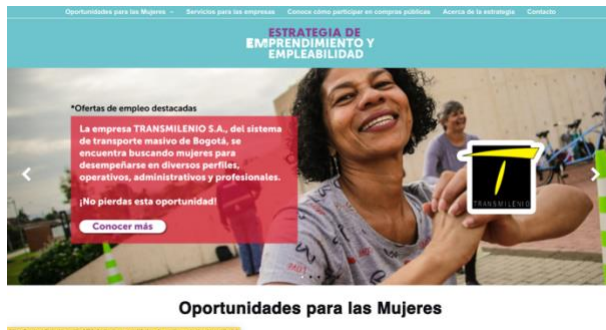 Oportunidades para las Mujeres Servicios para las empresas Conoce cómo participar en compras públicas Acerca de la estrategia Contacto
ESTRATEGIA DE
EMPRENDIMIENTO Y
EMPLEABILIDAD
*Ofertas de empleo destacadas
La empresa TRANSMILENIO S.A., del sistema
de transporte masivo de Bogotá, se
encuentra buscando mujeres para
desempeñarse en diversos perfiles,
operativos, administrativos y profesionales.
¡No pierdas esta oportunidad!
Conocer más
TRANSMILENIO
Oportunidades para las Mujeres